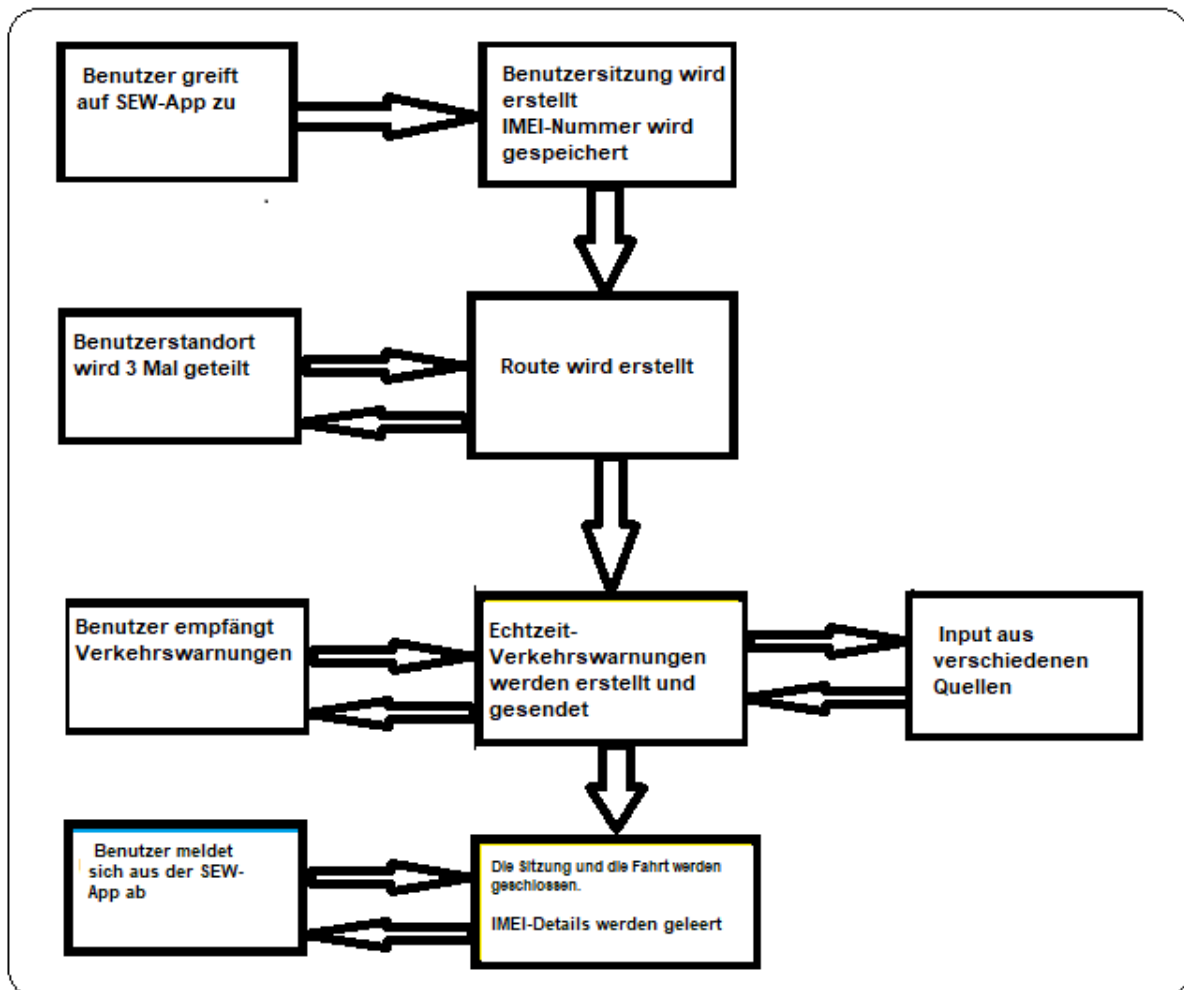 Benutzer greift
auf SEW-App zu
Benutzersitzung wird
erstellt
IMEI-Nummer wird
gespeichert
Benutzerstandort
wird 3 Mal geteilt
Route wird erstellt
Benutzer empfängt
Verkehrswarnungen
Echtzeit-
Verkehrswarnungen
werden erstellt und
gesendet
Input aus
verschiedenen
Quellen
Benutzer meldet
sich aus der SEW-
App ab
Die Sitzung und die Fahrt werden
geschlossen.
IMEI-Details werden geleert